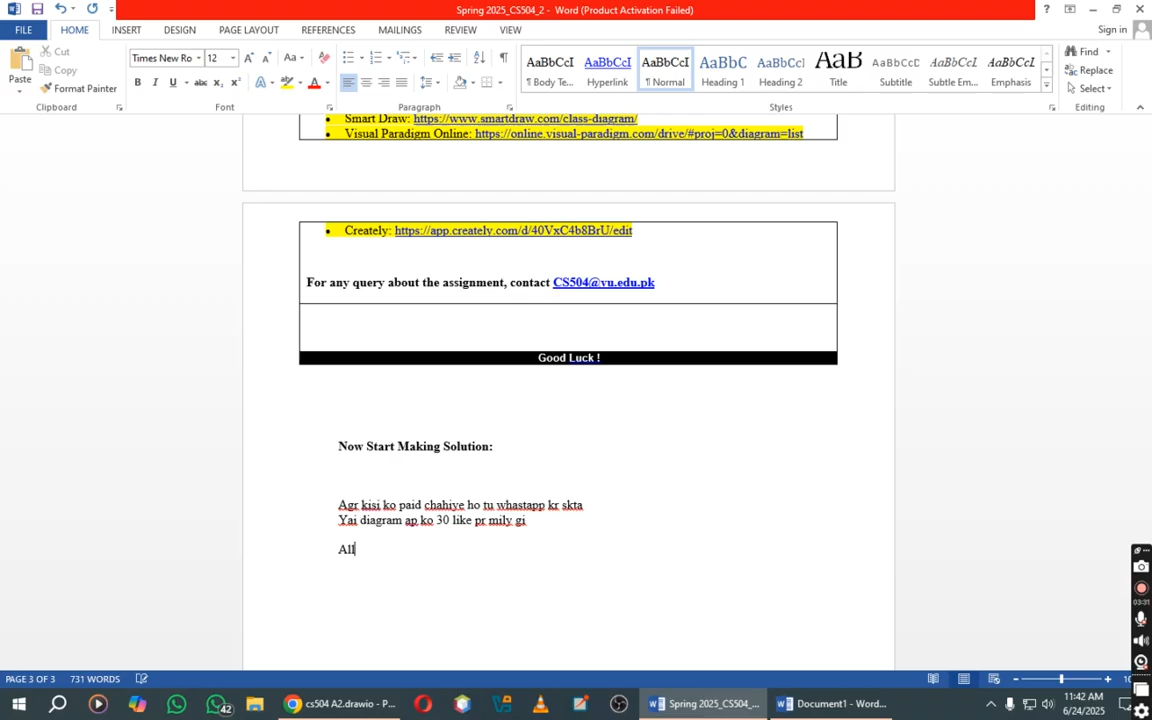 Spring 2025_CS504_2 - Word (Product Activation Failed)
FILE HOME INSERT DESIGN PAGE LAYOUT REFERENCES MAILINGS REVIEW VIEW Sign in
Paste Cut Copy Format Painter
Times New Ro 12
AaBbCcI AaBbCcI AaBbCcI AaBbC AaBbCcI AaB AaBbCcD AaBbCcI AaBbCcI
¶ Body Te... Hyperlink ¶ Normal Heading 1 Heading 2 Title Subtitle Subtle Em... Emphasis
Find Replace Select
Clipboard Font Paragraph Styles Editing
• Smart Draw: https://www.smartdraw.com/class-diagram/
• Visual Paradigm Online: https://online.visual-paradigm.com/drive/#proj=0&diagram=list
• Creately: https://app.creately.com/d/40VxC4b8BrU/edit
For any query about the assignment, contact CS504@vu.edu.pk
Good Luck !
Now Start Making Solution:
Agr kisi ko paid chahiye ho tu whastapp kr skta
Yai diagram ap ko 30 like pr mily gi
All
03:31
PAGE 3 OF 3 731 WORDS
42 cs504 A2.drawio - P... Spring 2025_CS504_... Document1 - Word... 11:42 AM
6/24/2025